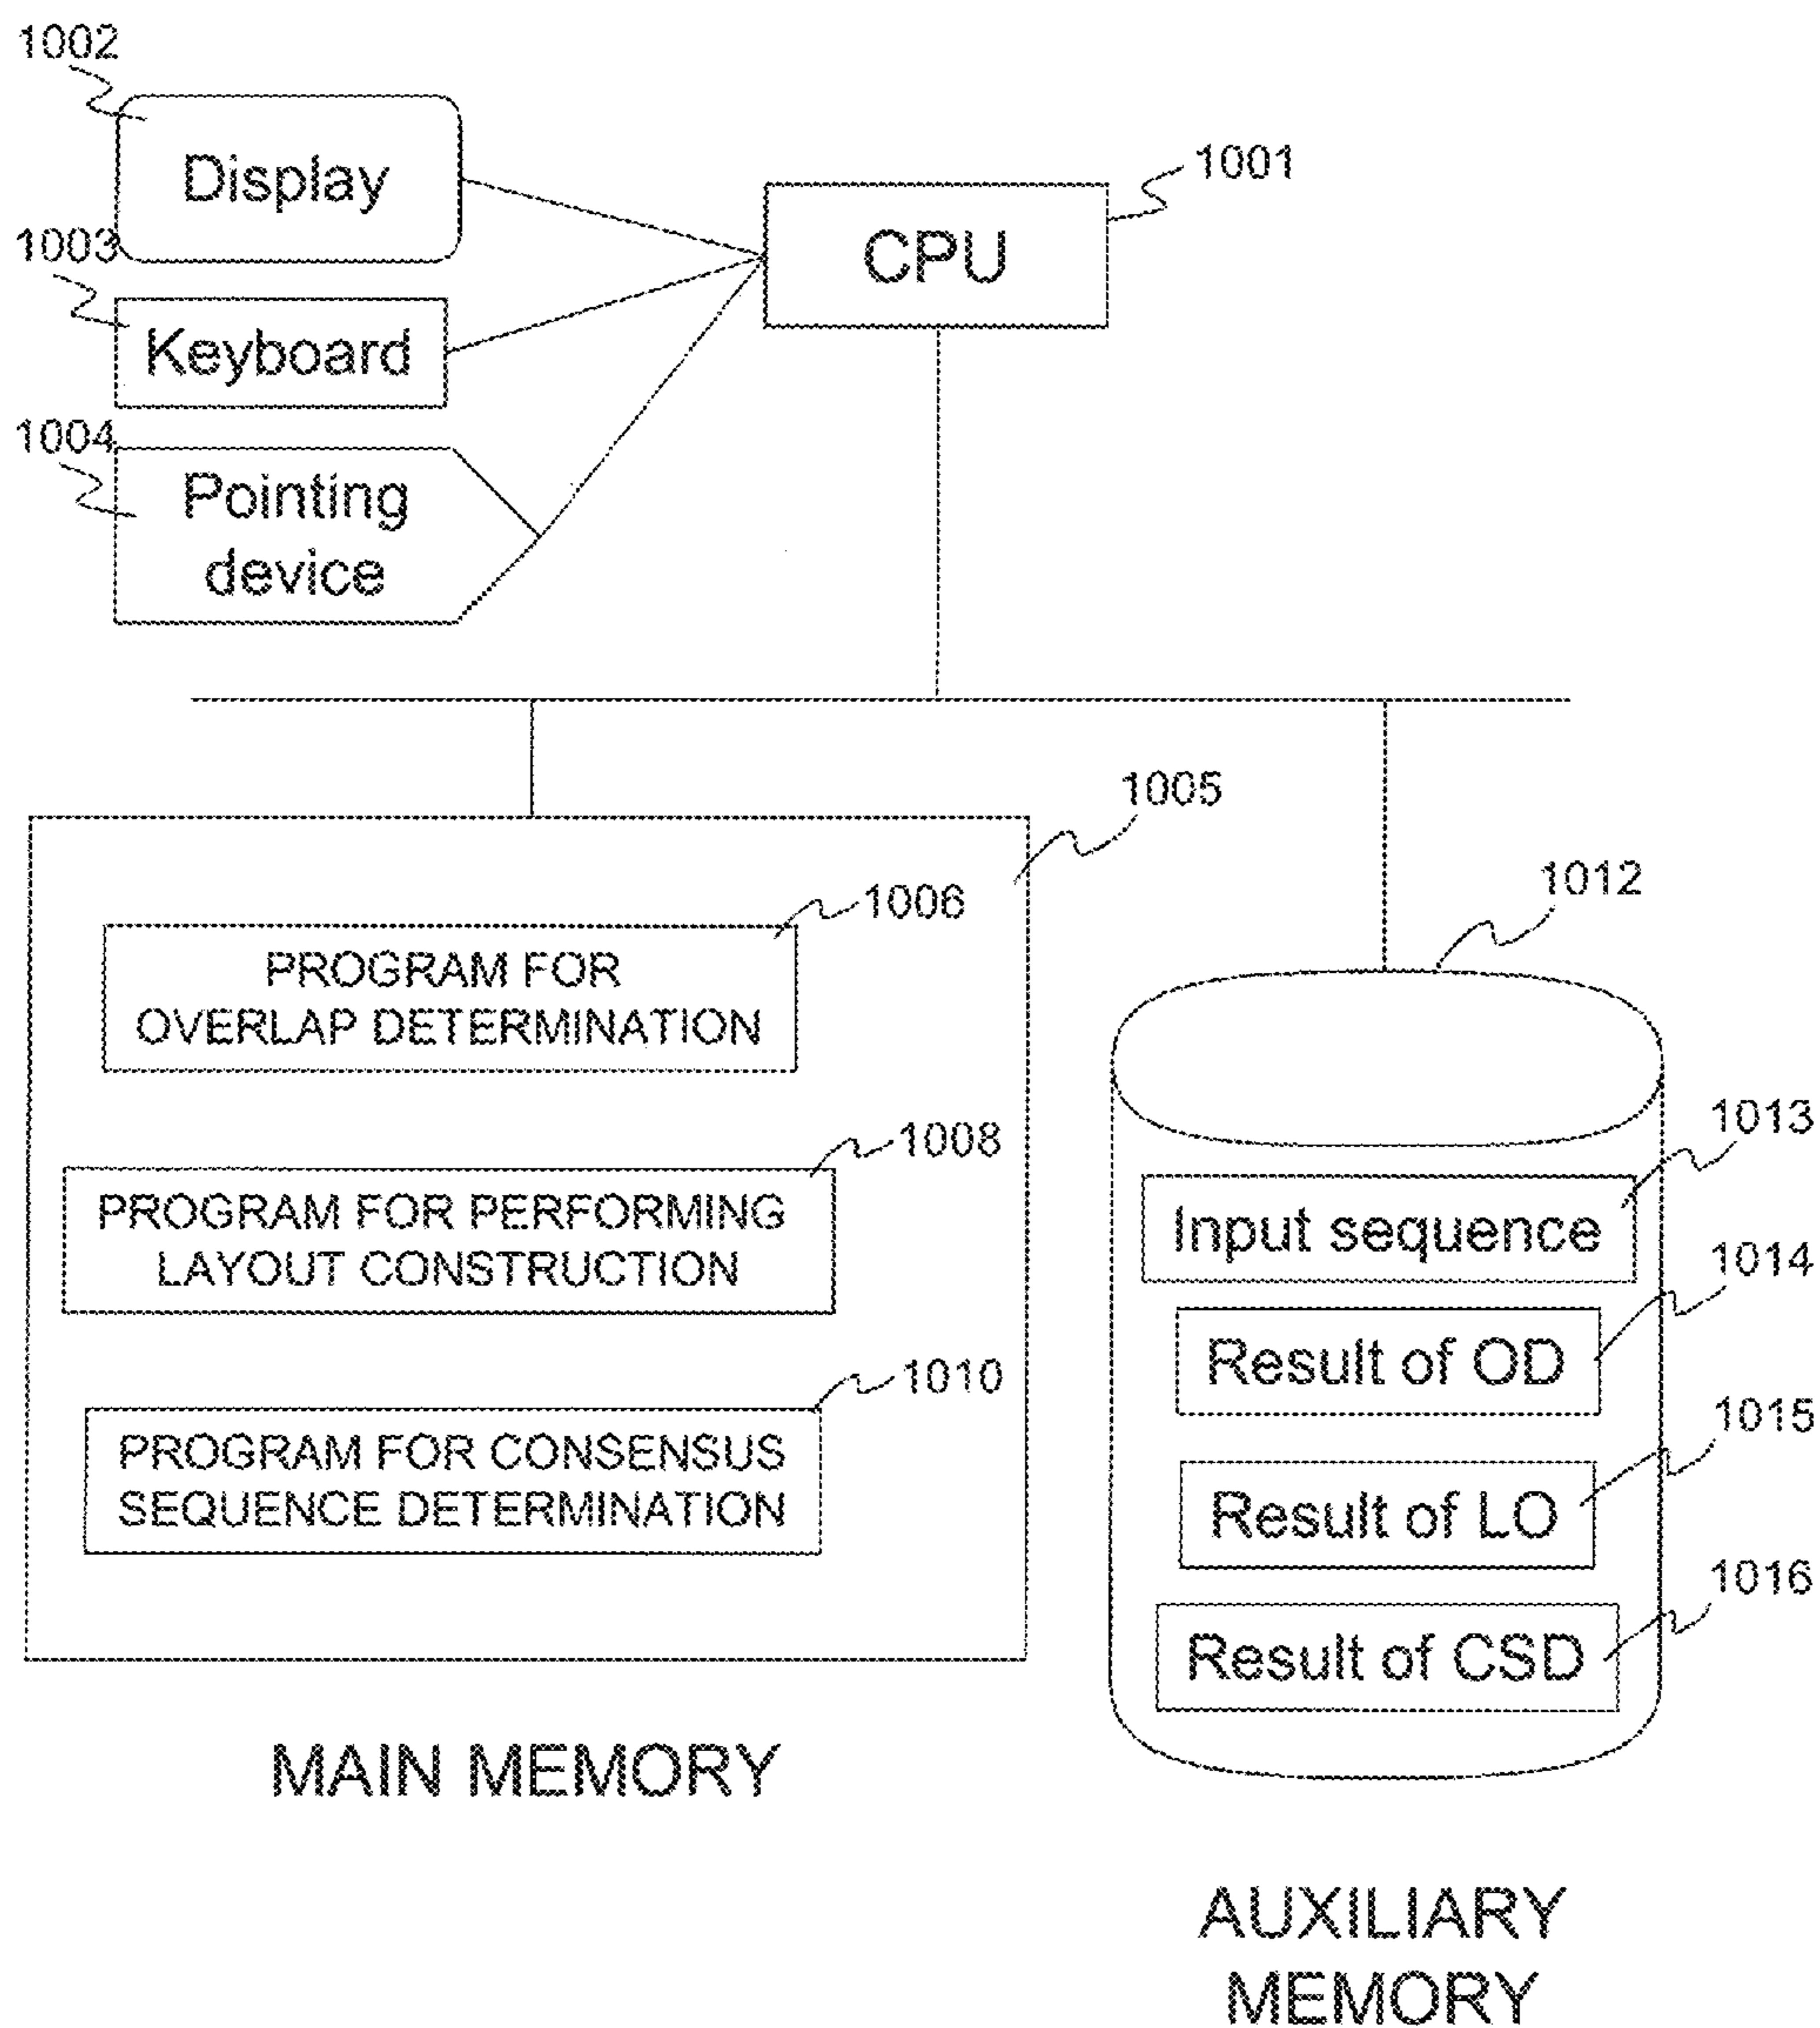 1002
Display
1001
CPU
1003
Keyboard
1004
Pointing
device
1005
1006
PROGRAM FOR
OVERLAP DETERMINATION
1008
PROGRAM FOR PERFORMING
LAYOUT CONSTRUCTION
1010
PROGRAM FOR CONSENSUS
SEQUENCE DETERMINATION
MAIN MEMORY
1012
1013
Input sequence
1014
Result of OD
1015
Result of LO
1016
Result of CSD
AUXILIARY
MEMORY